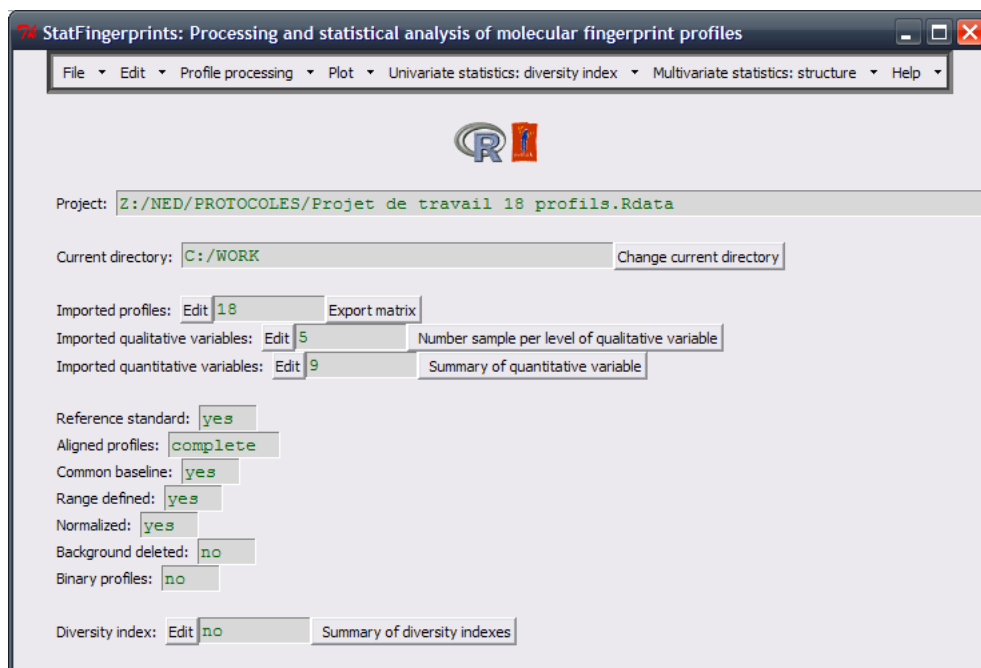 StatFingerprints: Processing and statistical analysis of molecular fingerprint profiles
File Edit Profile processing Plot Univariate statistics: diversity index Multivariate statistics: structure Help
R
Project: Z:/NED/PROTOCOLES/Projet de travail 18 profils.Rdata
Current directory: C:/WORK Change current directory
Imported profiles: Edit 18 Export matrix
Imported qualitative variables: Edit 5 Number sample per level of qualitative variable
Imported quantitative variables: Edit 9 Summary of quantitative variable
Reference standard: yes
Aligned profiles: complete
Common baseline: yes
Range defined: yes
Normalized: yes
Background deleted: no
Binary profiles: no
Diversity index: Edit no Summary of diversity indexes